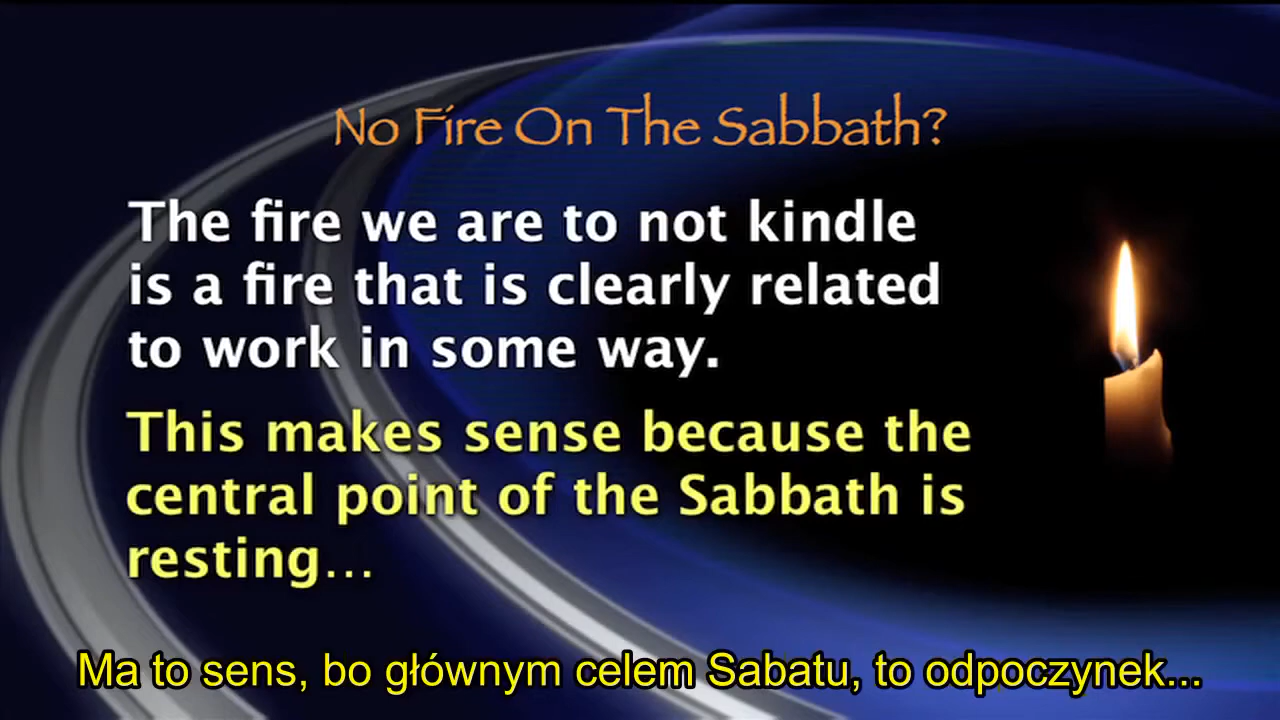 No Fire On The Sabbath?
The fire we are to not kindle
is a fire that is clearly related
to work in some way.
This makes sense because the
central point of the Sabbath is
resting...
Ma to sens, bo głównym celem Sabatu, to odpoczynek...